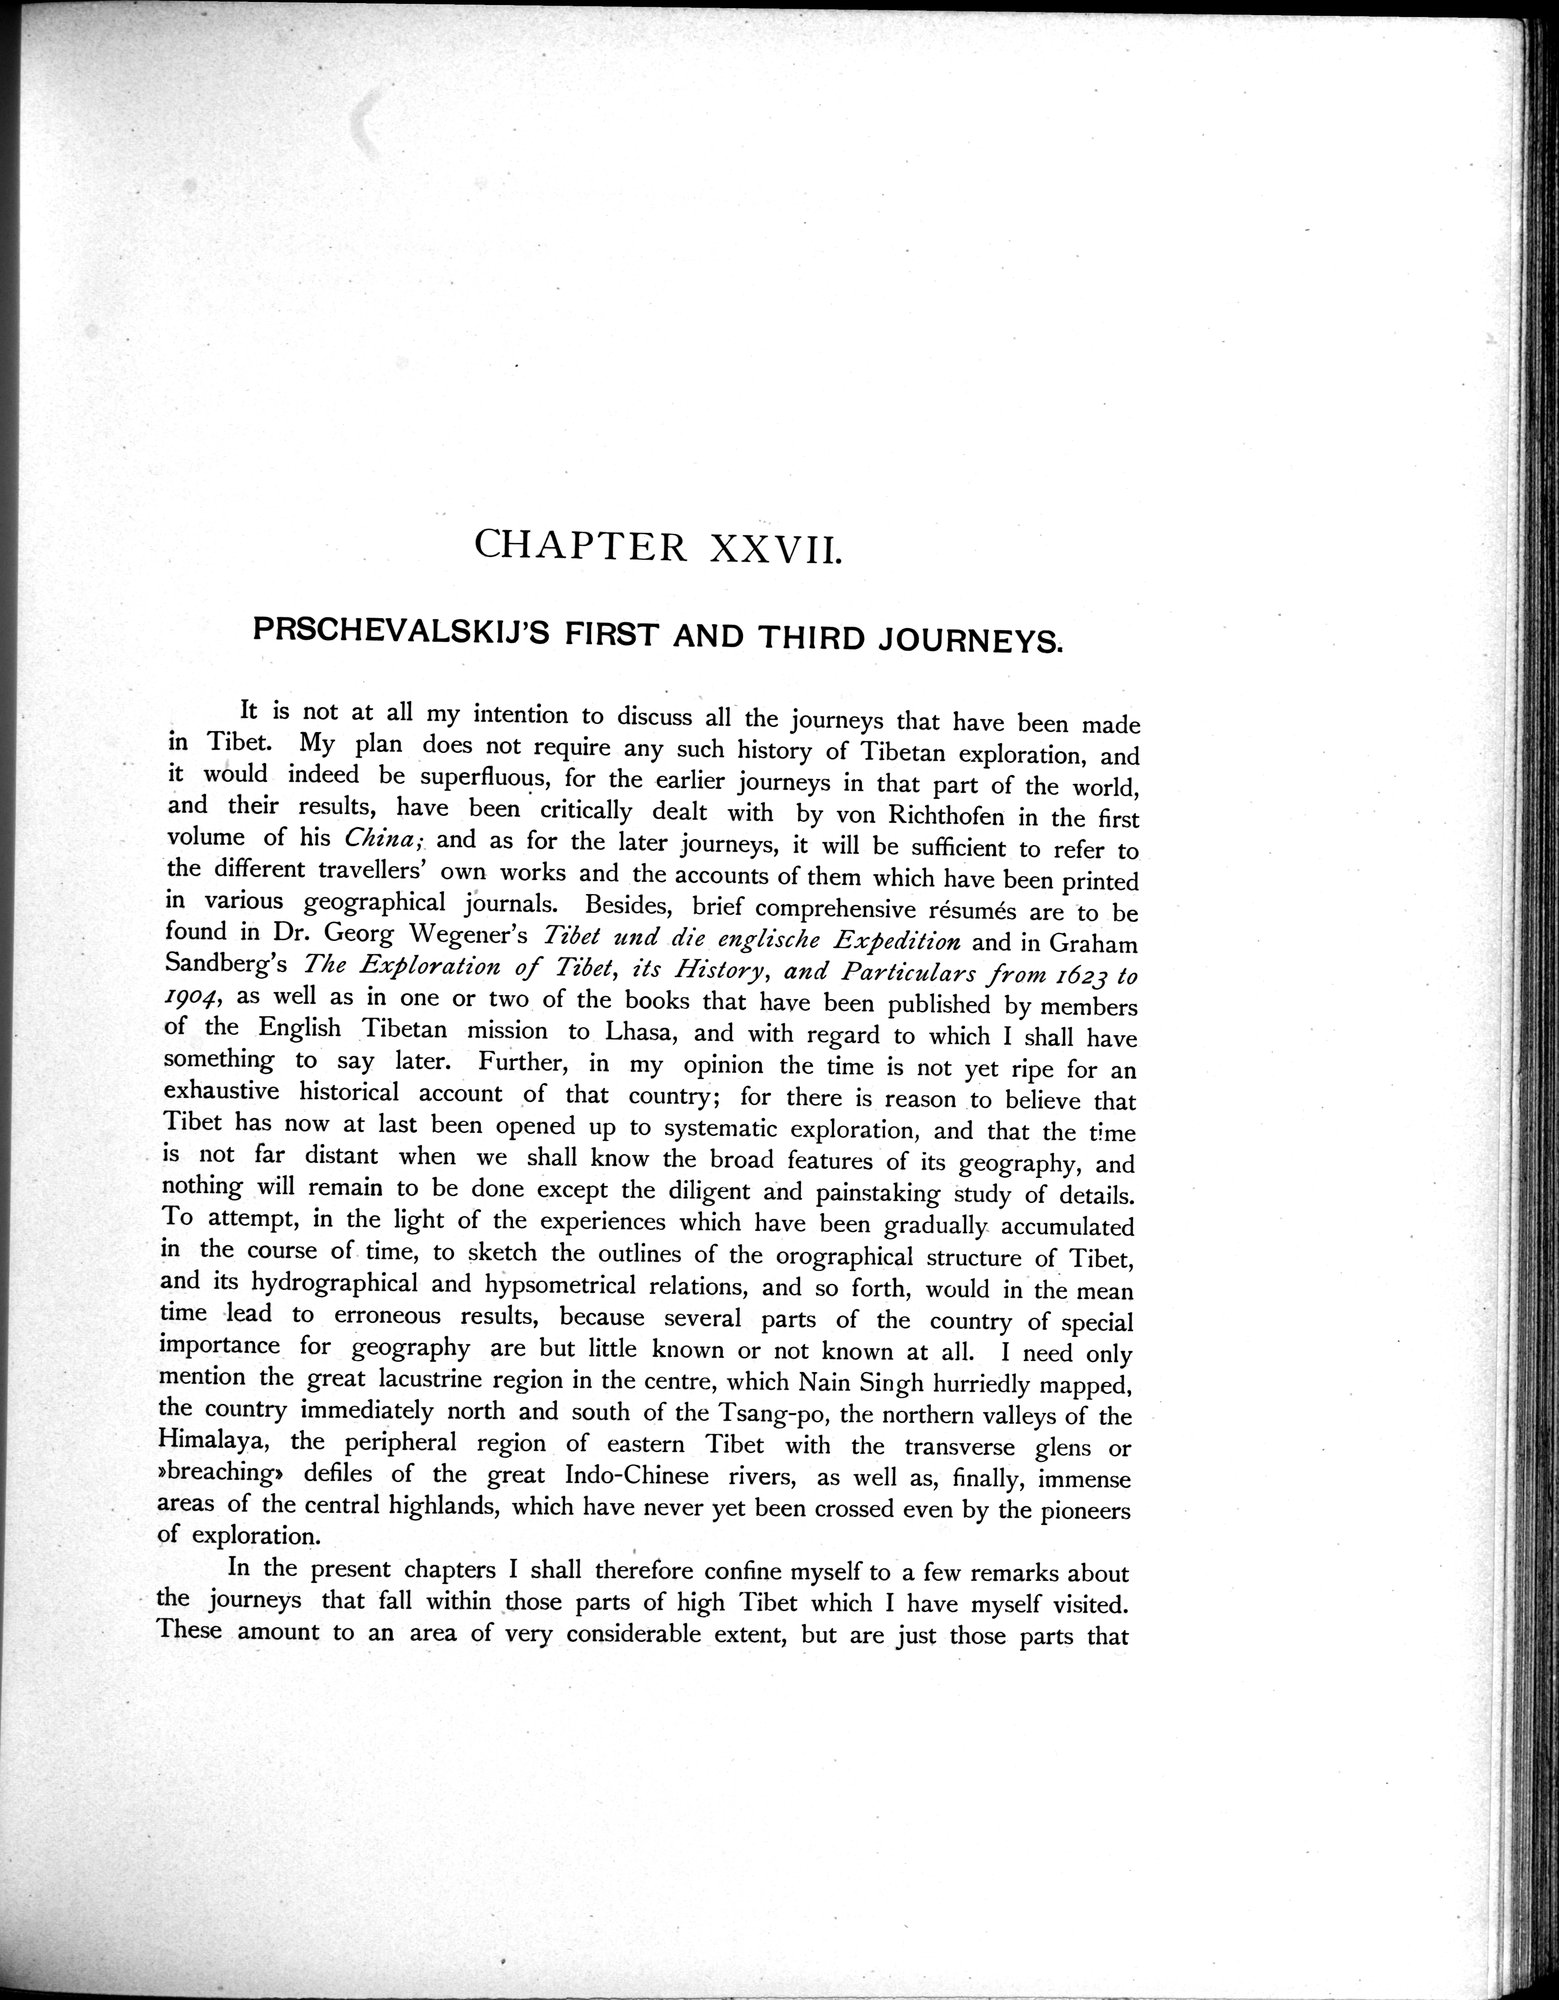 CHAPTER XXVII.
PRSCHEVALSKIJ'S FIRST AND THIRD JOURNEYS.
It is not at all my intention to discuss all the journeys that have been made
in Tibet. My plan does not require any such history of Tibetan exploration, and
it would indeed be superfluous, for the earlier journeys in that part of the world,
and their results, have been critically dealt with by von Richthofen in the first
volume of his China; and as for the later journeys, it will be sufficient to refer to
the different travellers' own works and the accounts of them which have been printed
in various geographical journals. Besides, brief comprehensive résumés are to be
found in Dr. Georg Wegener's Tibet und die englische Expedition and in Graham
Sandberg's The Exploration of Tibet, its History, and Particulars from 1623 to
1904, as well as in one or two of the books that have been published by members
of the English Tibetan mission to Lhasa, and with regard to which I shall have
something to say later. Further, in my opinion the time is not yet ripe for an
exhaustive historical account of that country; for there is reason to believe that
Tibet has now at last been opened up to systematic exploration, and that the time
is not far distant when we shall know the broad features of its geography, and
nothing will remain to be done except the diligent and painstaking study of details.
To attempt, in the light of the experiences which have been gradually accumulated
in the course of time, to sketch the outlines of the orographical structure of Tibet,
and its hydrographical and hypsometrical relations, and so forth, would in the mean
time lead to erroneous results, because several parts of the country of special
importance for geography are but little known or not known at all. I need only
mention the great lacustrine region in the centre, which Nain Singh hurriedly mapped,
the country immediately north and south of the Tsang-po, the northern valleys of the
Himalaya, the peripheral region of eastern Tibet with the transverse glens or
»breaching» defiles of the great Indo-Chinese rivers, as well as, finally, immense
areas of the central highlands, which have never yet been crossed even by the pioneers
of exploration.
In the present chapters I shall therefore confine myself to a few remarks about
the journeys that fall within those parts of high Tibet which I have myself visited.
These amount to an area of very considerable extent, but are just those parts that